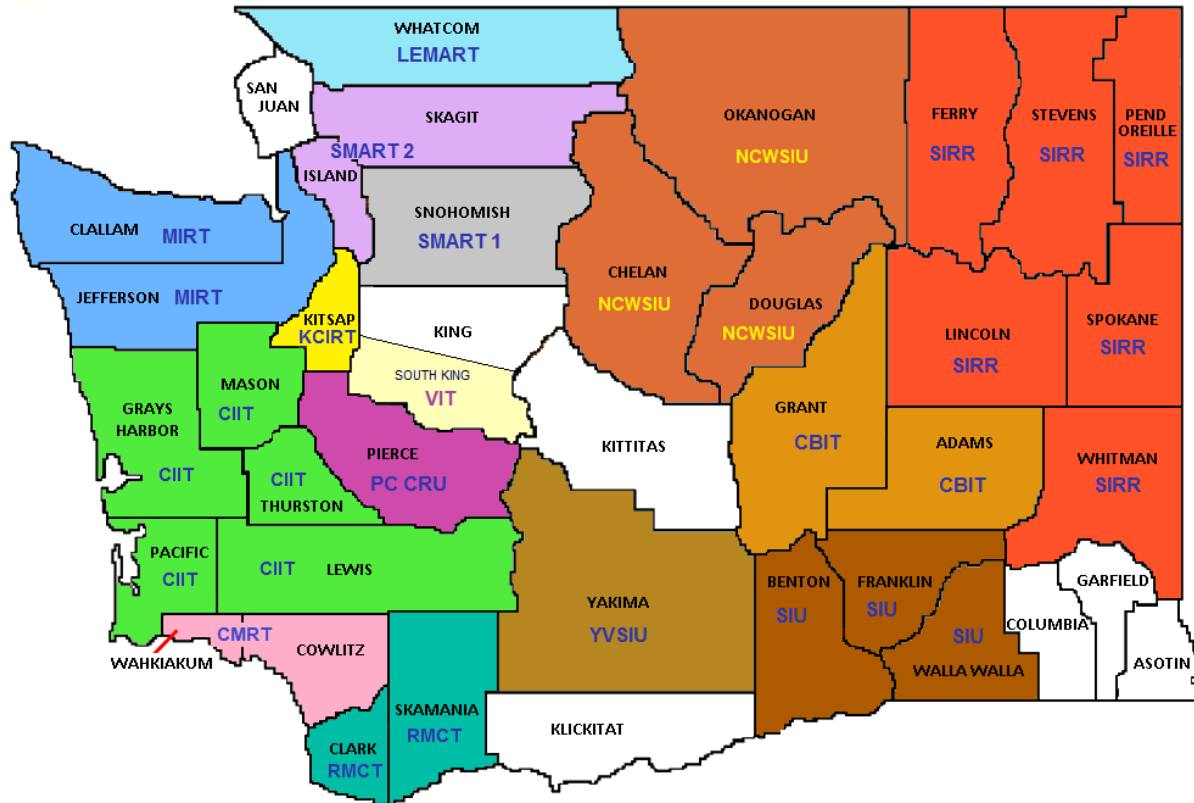 WHATCOM
LEMART
SAN
JUAN
SKAGIT
SMART 2
ISLAND
OKANOGAN
NCWSIU
FERRY
SIRR
STEVENS
SIRR
PEND
OREILLE
SIRR
CLALLAM MIRT
SNOHOMISH
SMART 1
JEFFERSON MIRT
CHELAN
NCWSIU
DOUGLAS
NCWSIU
KITSAP
KCIRT
KING
LINCOLN
SIRR
SPOKANE
SIRR
MASON
CIIT
SOUTH KING
VIT
GRAYS
HARBOR
CIIT
GRANT
CBIT
KITTITAS
ADAMS
CBIT
PIERCE
PC CRU
WHITMAN
SIRR
CIIT
THURSTON
PACIFIC
CIIT
CIIT LEWIS
YAKIMA
YVSIU
BENTON
SIU
FRANKLIN
SIU
SIU
WALLA WALLA
COLUMBIA
GARFIELD
ASOTIN
CMRT
WAHKIAKUM
COWLITZ
SKAMANIA
RMCT
KLICKITAT
CLARK
RMCT